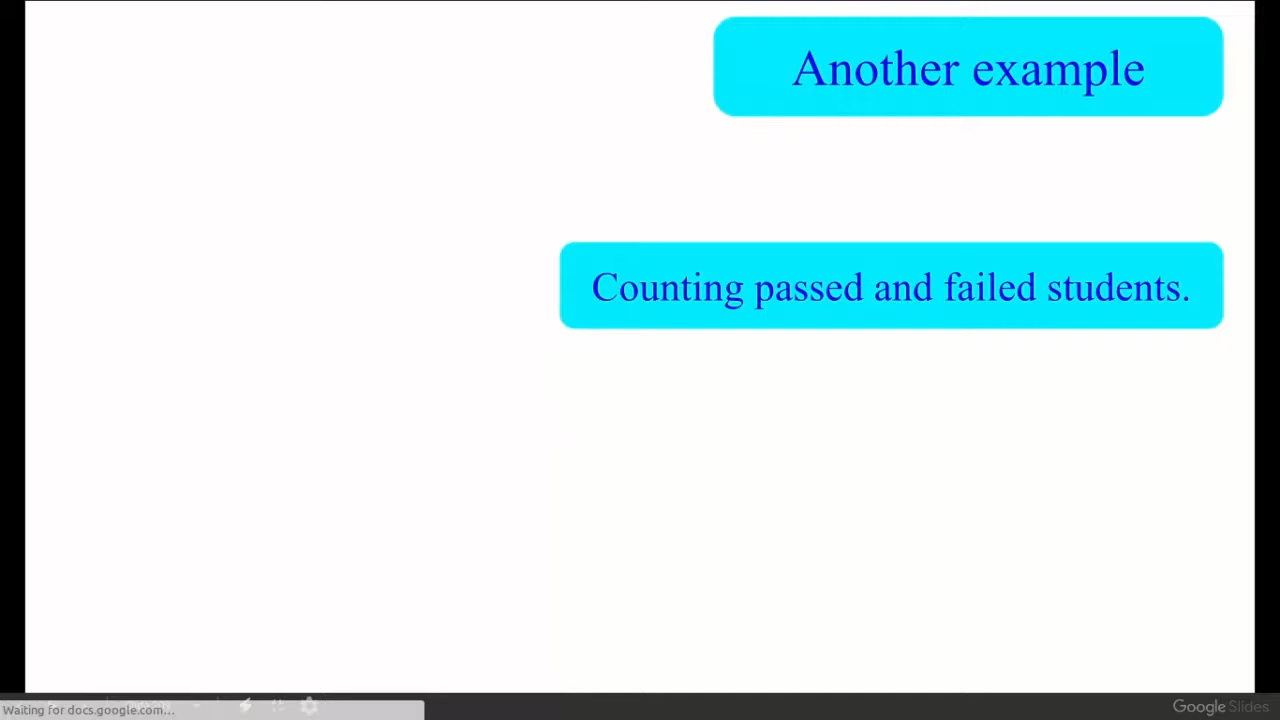 Another example
Counting passed and failed students.
Waiting for docs.google.com...
Google Slides